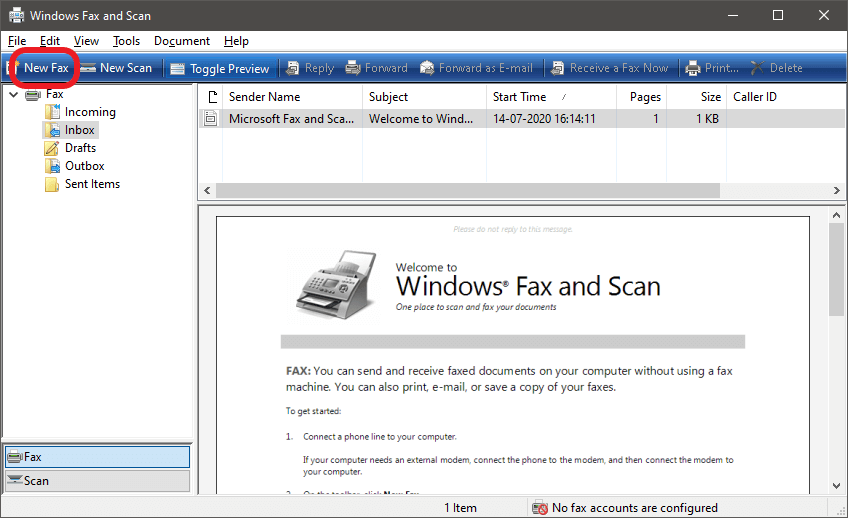 Windows Fax and Scan
File Edit View Tools Document Help
New Fax New Scan Toggle Preview Reply Forward Forward as E-mail Receive a Fax Now Print... Delete
Fax
Incoming
Inbox
Drafts
Outbox
Sent Items
Sender Name Subject Start Time Pages Size Caller ID
Microsoft Fax and Sca... Welcome to Wind... 14-07-2020 16:14:11 1 1 KB
Please do not reply to this message.
Welcome to
Windows® Fax and Scan
One place to scan and fax your documents
FAX: You can send and receive faxed documents on your computer without using a fax
machine. You can also print, e-mail, or save a copy of your faxes.
To get started:
1. Connect a phone line to your computer.
If your computer needs an external modem, connect the phone to the modem, and then connect the modem to
your computer.
2. On the toolbar, click New Fax.
Fax
Scan
1 Item No fax accounts are configured